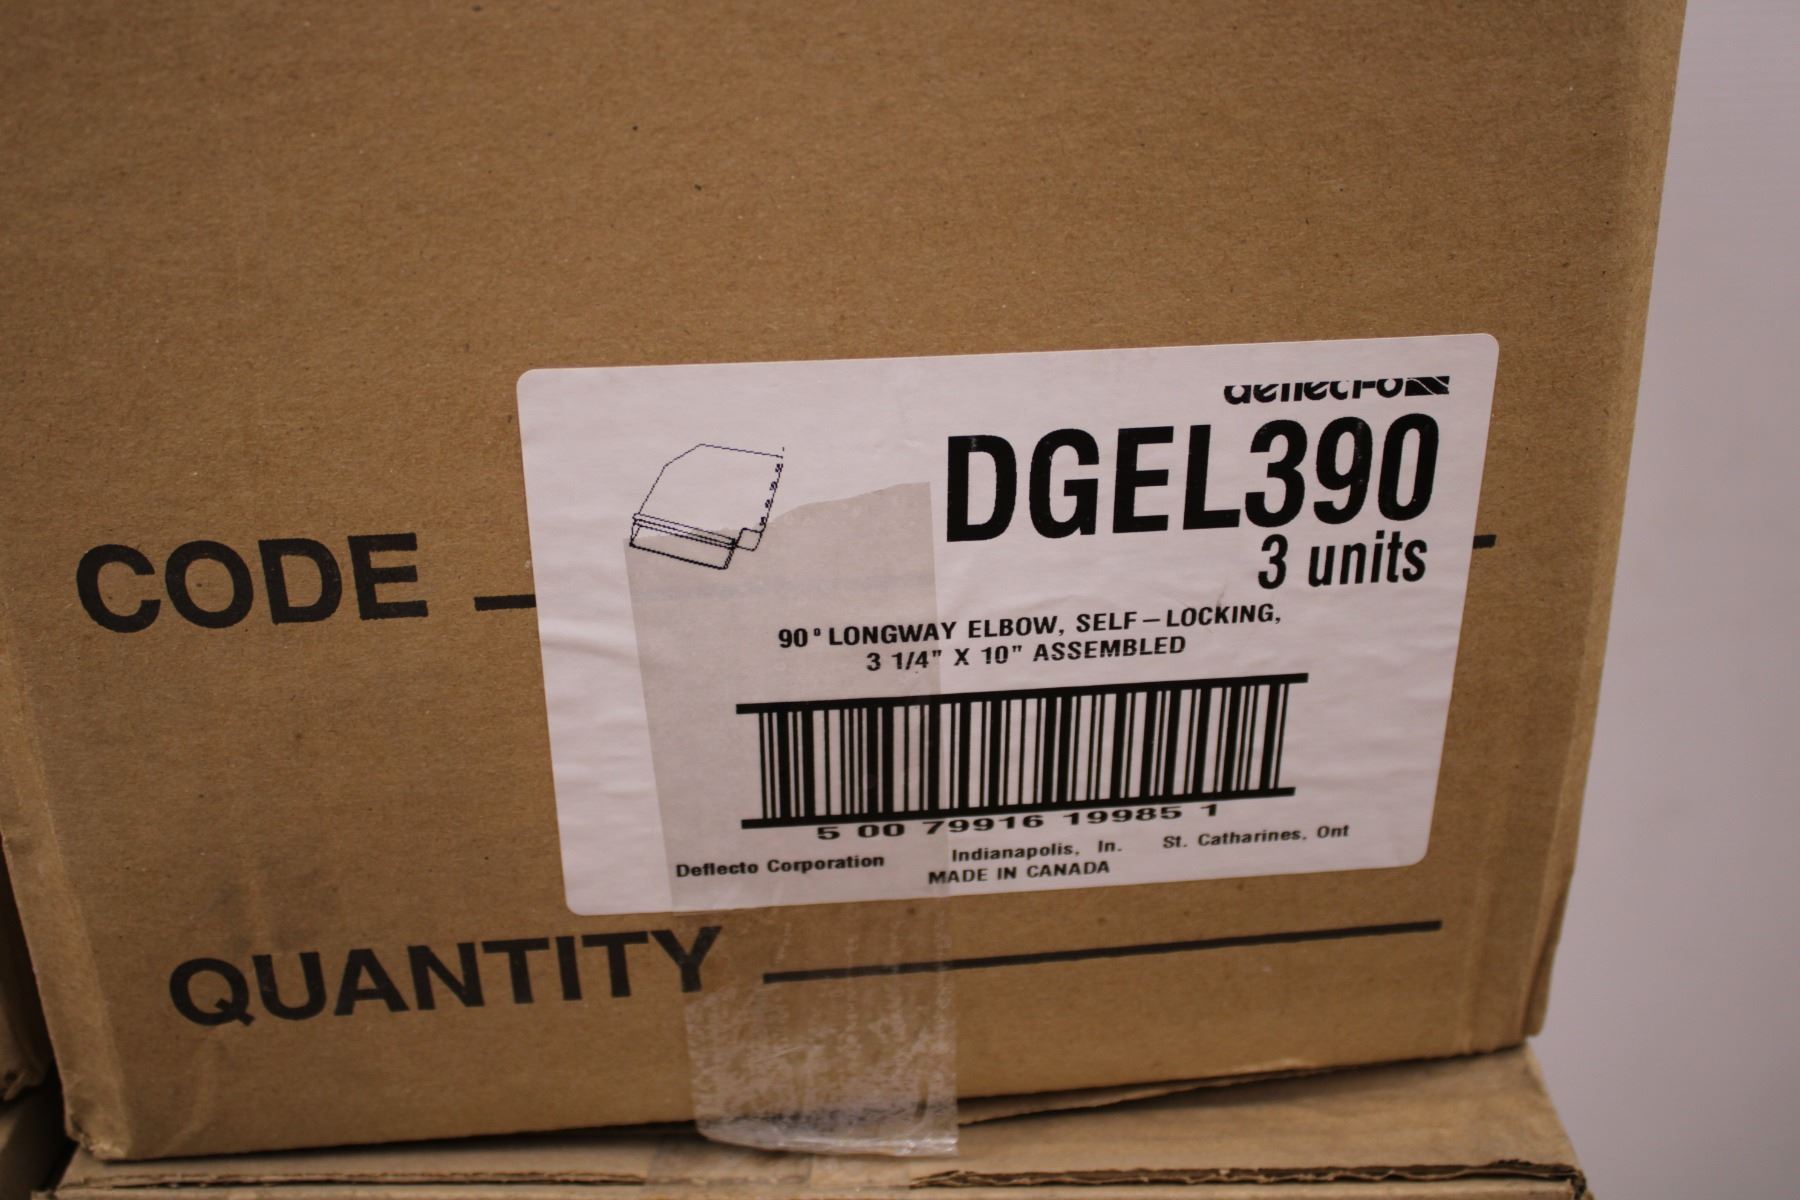 deflect-o
DGEL390
3 units
CODE
90° LONGWAY ELBOW, SELF-LOCKING,
3 1/4" X 10" ASSEMBLED
5 00 79916 19985 1
Deflecto Corporation Indianapolis, In. St. Catharines, Ont
MADE IN CANADA
QUANTITY